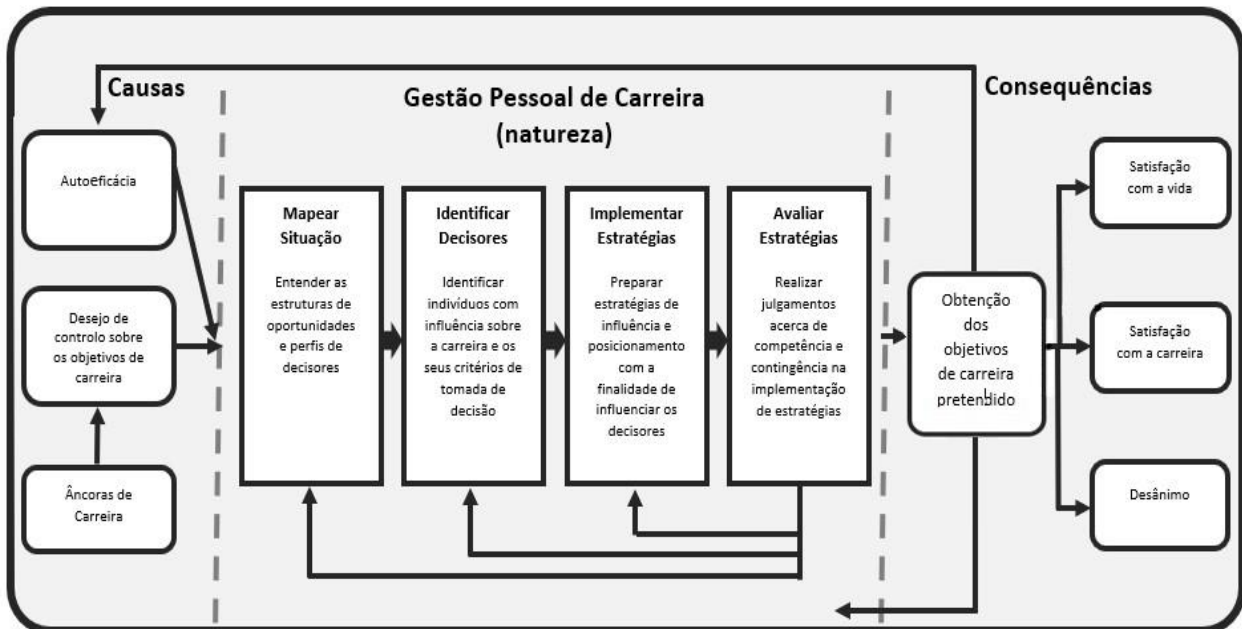 Causas
Gestão Pessoal de Carreira
(natureza)
Consequências
Autoeficácia
Desejo de
controlo sobre
os objetivos de
carreira
Âncoras de
Carreira
Mapear
Situação
Entender as
estruturas de
oportunidades
e perfis de
decisores
Identificar
Decisores
Identificar
indivíduos com
influência sobre
a carreira e os
seus critérios de
tomada de
decisão
Implementar
Estratégias
Preparar
estratégias de
influência e
posicionamento
com a
finalidade de
influenciar os
decisores
Avaliar
Estratégias
Realizar
julgamentos
acerca de
competência e
contingência na
implementação
de estratégias
Obtenção
dos
objetivos
de carreira
pretendido
Satisfação
com a vida
Satisfação
com a carreira
Desânimo